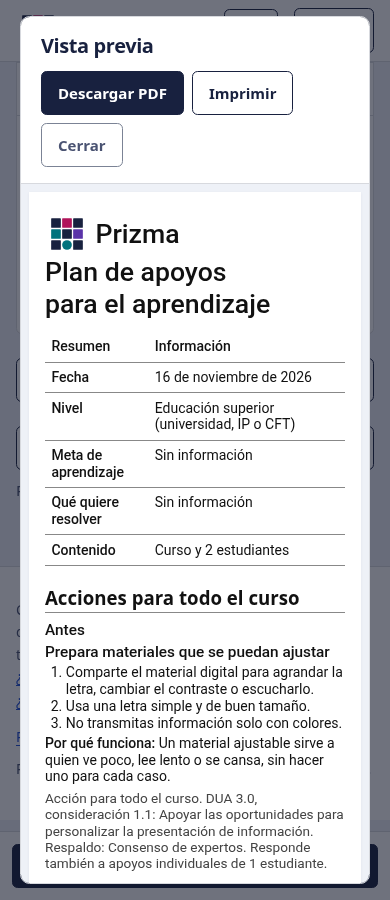 Vista previa
Descargar PDF
Imprimir
Cerrar
Prizma
Plan de apoyos
para el aprendizaje
Resumen Información
Fecha 16 de noviembre de 2026
Nivel Educación superior
(universidad, IP o CFT)
Meta de Sin información
aprendizaje
Qué quiere Sin información
resolver
Contenido Curso y 2 estudiantes
Acciones para todo el curso
Antes
Prepara materiales que se puedan ajustar
1. Comparte el material digital para agrandar la
letra, cambiar el contraste o escucharlo.
2. Usa una letra simple y de buen tamaño.
3. No transmitas información solo con colores.
Por qué funciona: Un material ajustable sirve a
quien ve poco, lee lento o se cansa, sin hacer
uno para cada caso.
Acción para todo el curso. DUA 3.0,
consideración 1.1: Apoyar las oportunidades para
personalizar la presentación de información.
Respaldo: Consenso de expertos. Responde
también a apoyos individuales de 1 estudiante.